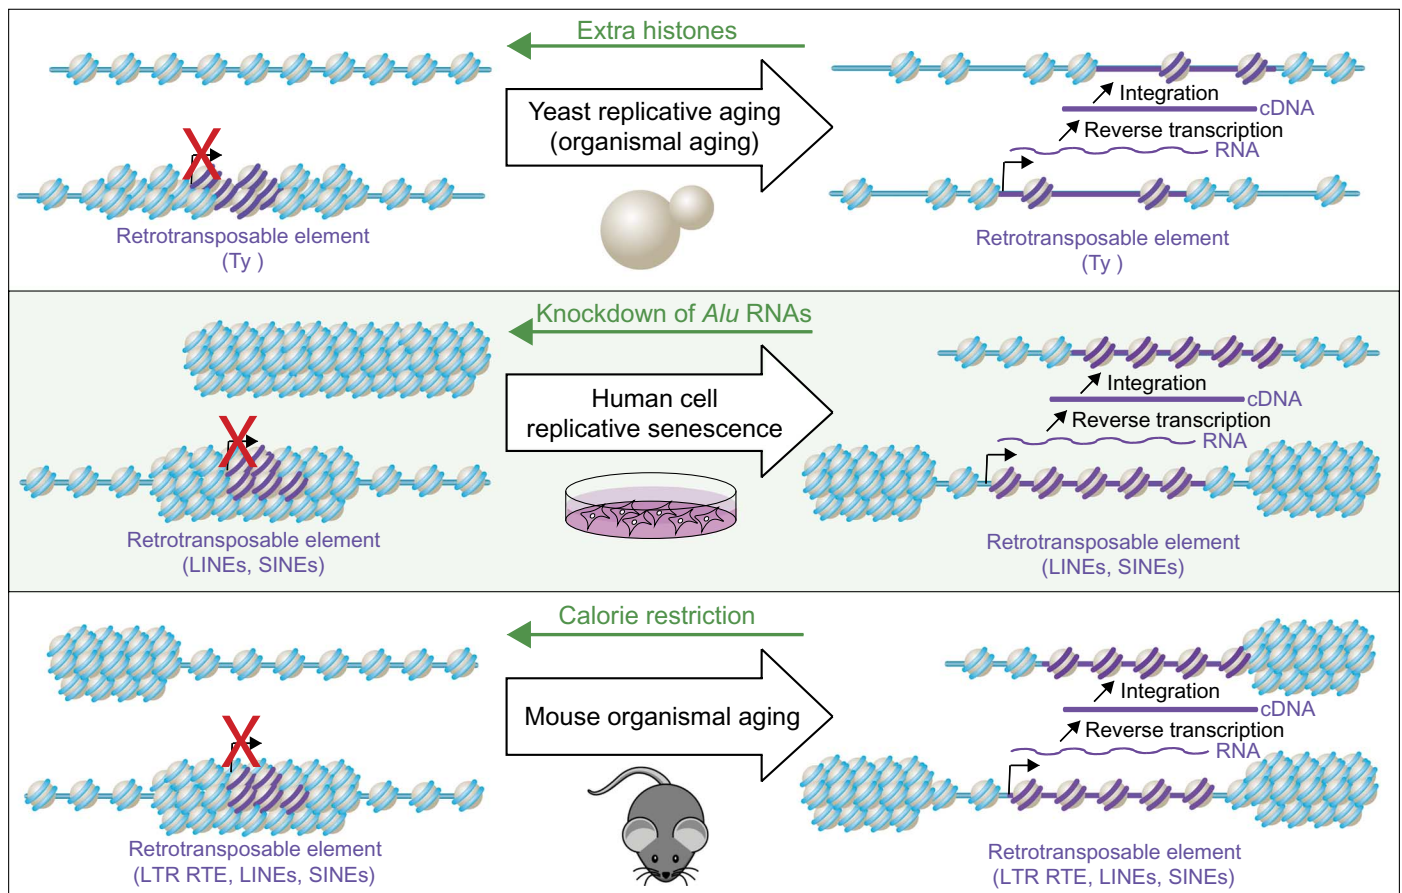 Extra histones
Yeast replicative aging
(organismal aging)
X
Retrotransposable element
(Ty )
Integration
cDNA
Reverse transcription
RNA
Retrotransposable element
(Ty )
Knockdown of Alu RNAs
Human cell
replicative senescence
X
Retrotransposable element
(LINEs, SINEs)
Integration
cDNA
Reverse transcription
RNA
Retrotransposable element
(LINEs, SINEs)
Calorie restriction
Mouse organismal aging
X
Retrotransposable element
(LTR RTE, LINEs, SINEs)
Integration
cDNA
Reverse transcription
RNA
Retrotransposable element
(LTR RTE, LINEs, SINEs)